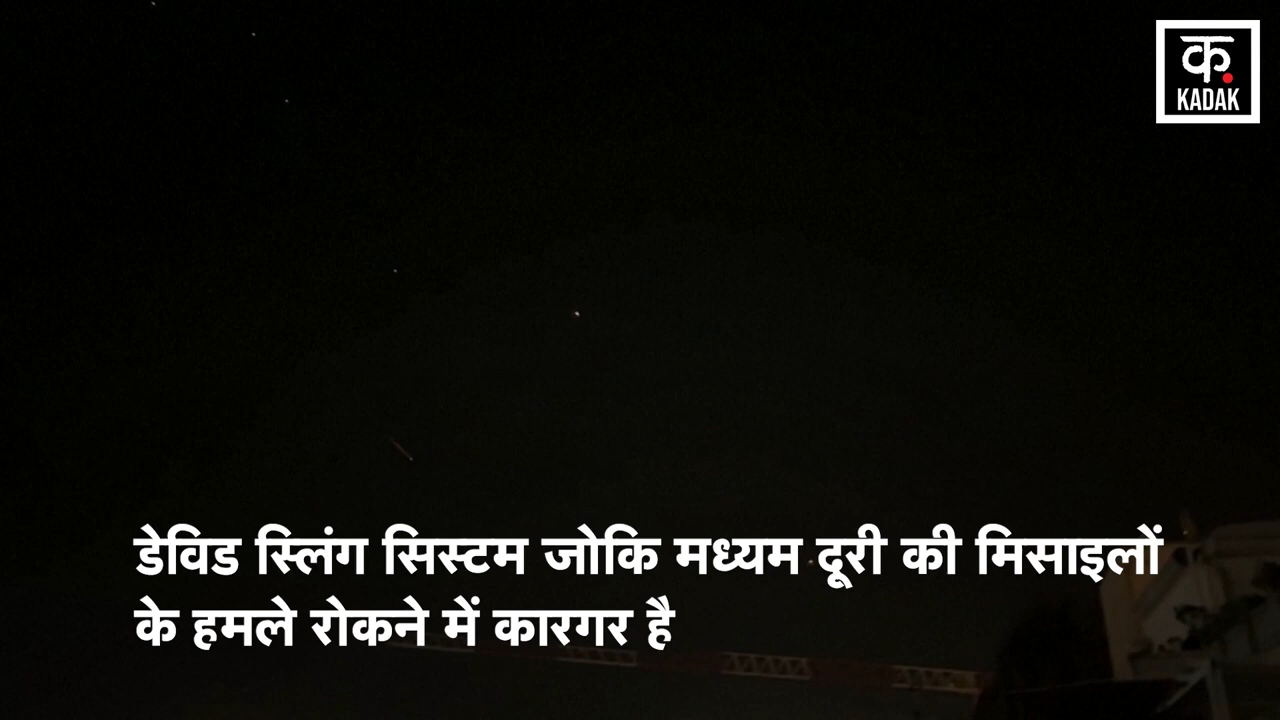 क.
KADAK
डेविड स्लिंग सिस्टम जोकि मध्यम दूरी की मिसाइलों
के हमले रोकने में कारगर है